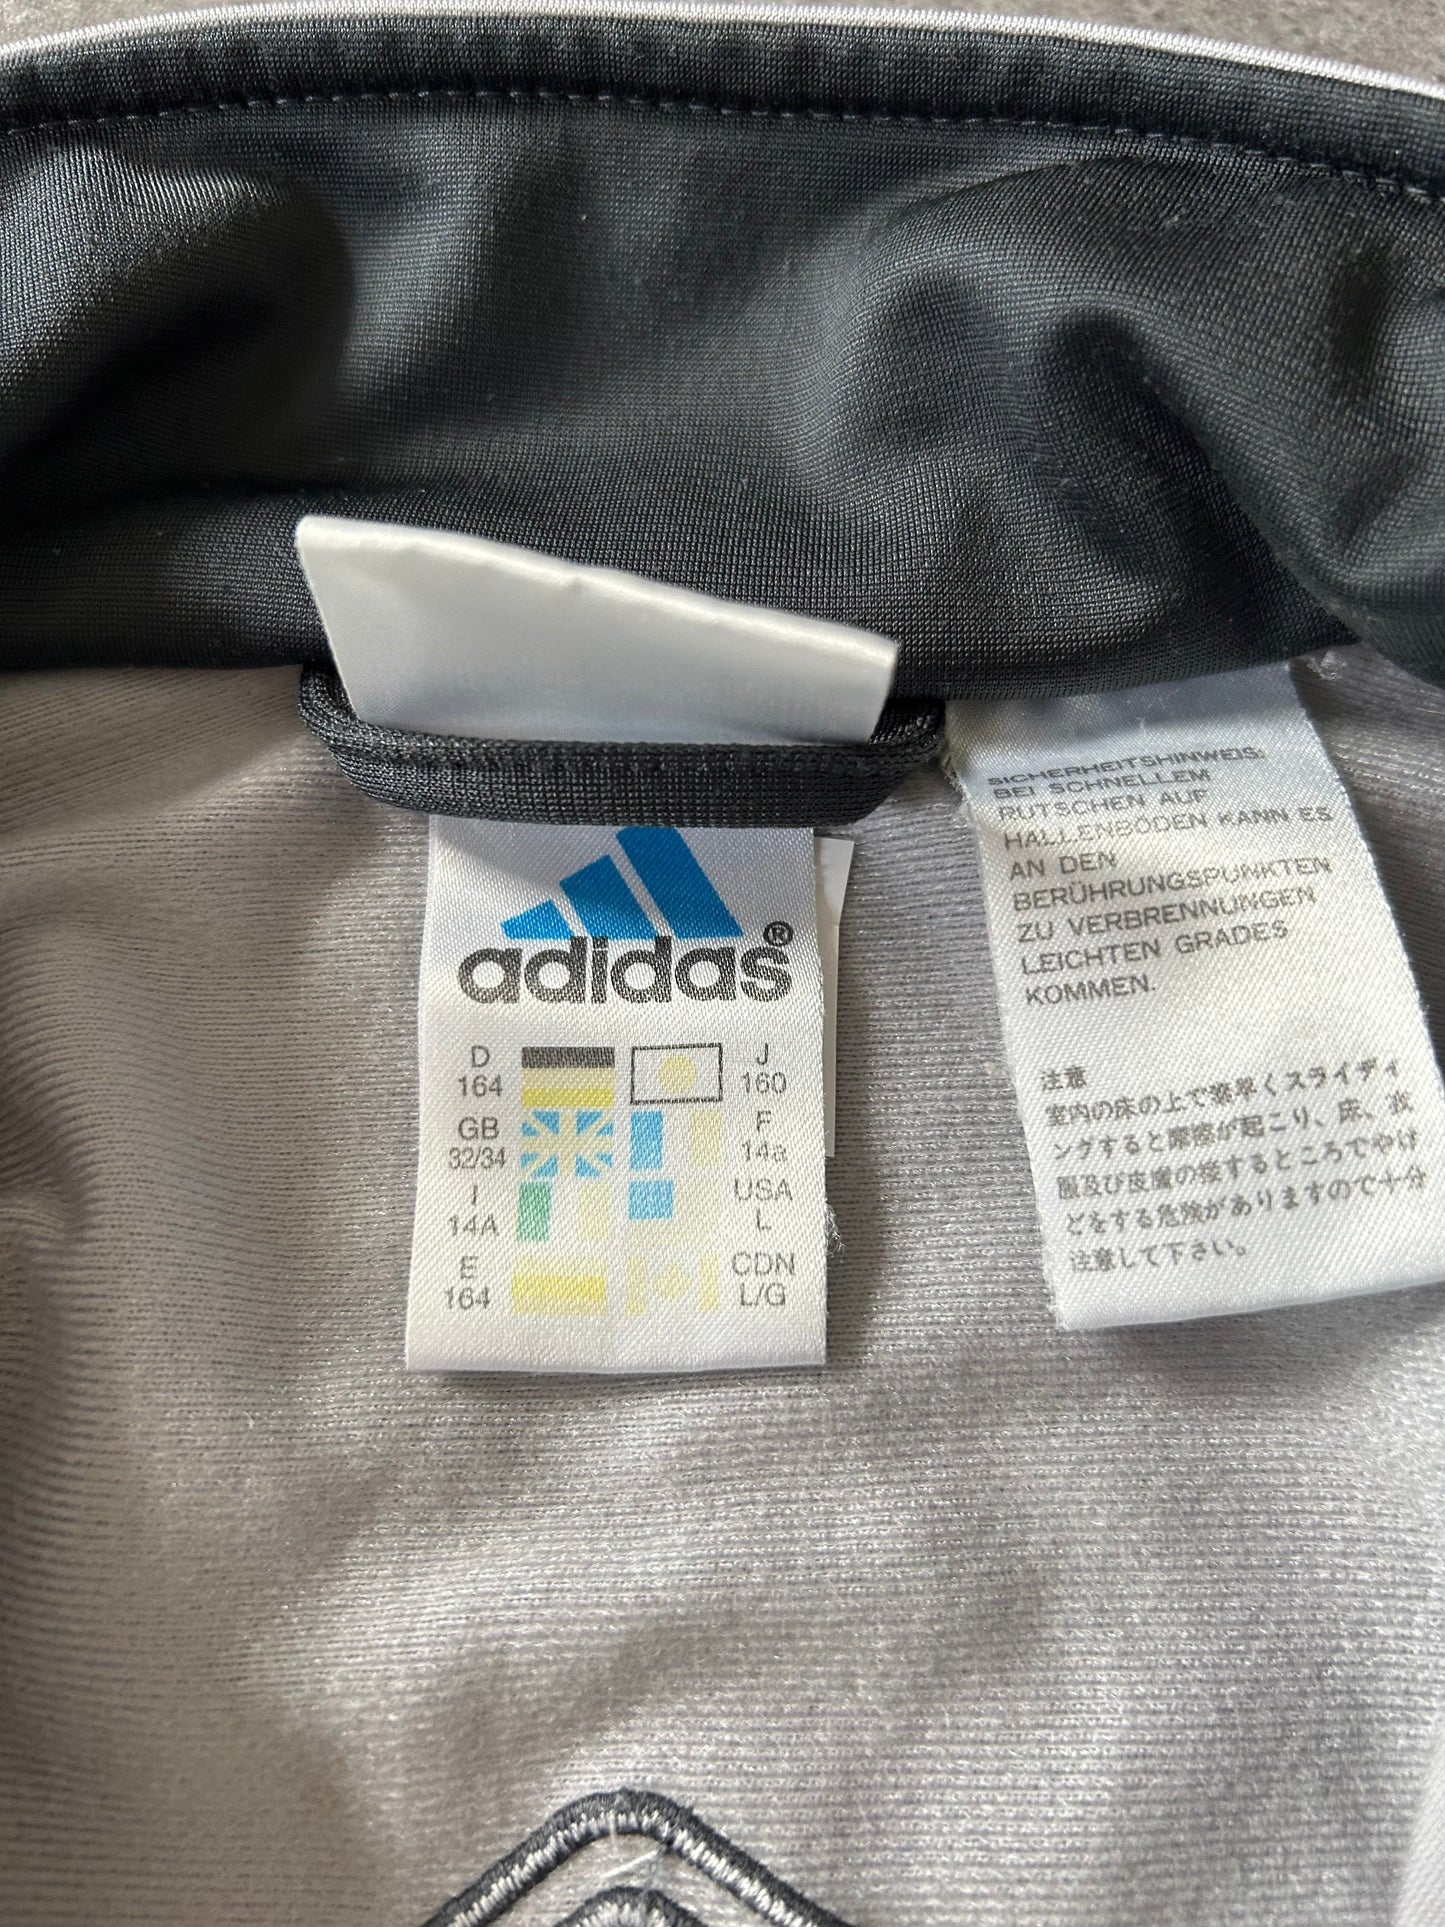 adidas®
D
164
J
160
GB
32/34
F
14a
I
14A
USA
L
E
164
CDN
L/G
SICHERHEITSHINWEIS:
BEI SCHNELLEM
RUTSCHEN AUF
HALLENBÖDEN KANN ES
AN DEN
BERÜHRUNGSPUNKTEN
ZU VERBRENNUNGEN
LEICHTEN GRADES
KOMMEN.
注意
室内の床の上で素早くスライディ
ングすると摩擦が起こり、床、衣
服及び皮膚の接するところでやけ
どをする危険がありますので十分
注意して下さい。